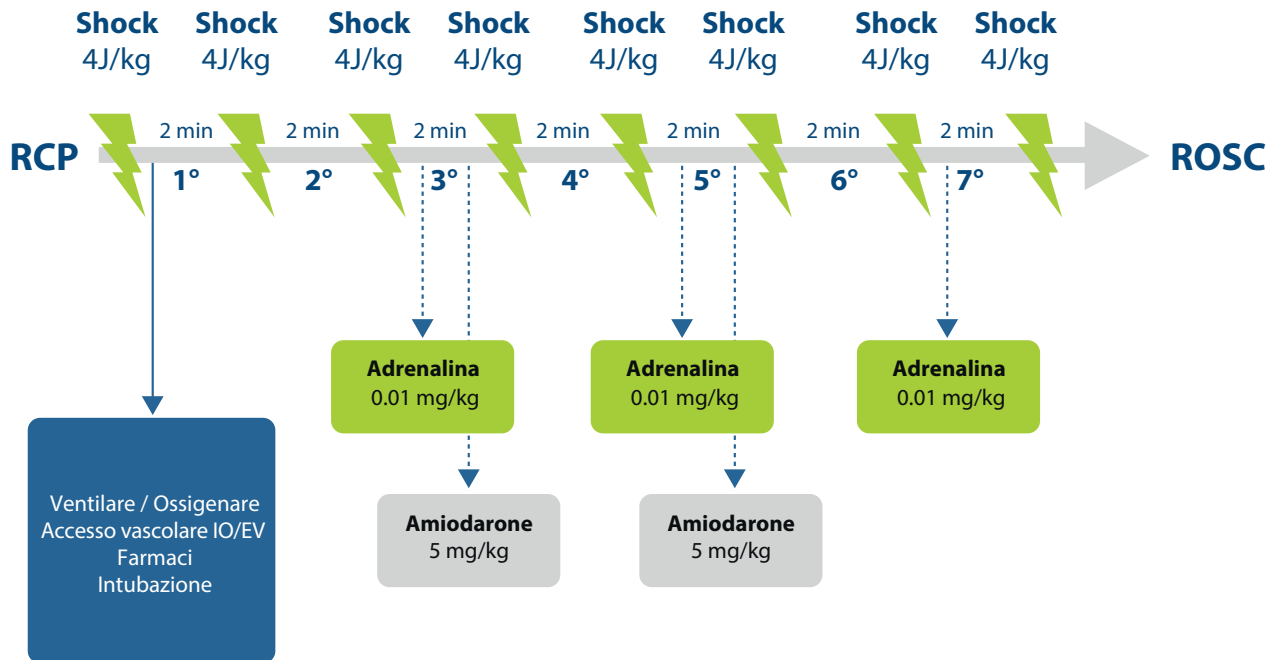 Shock Shock Shock Shock Shock Shock Shock Shock
4J/kg 4J/kg 4J/kg 4J/kg 4J/kg 4J/kg 4J/kg 4J/kg
2 min 2 min 2 min 2 min 2 min 2 min 2 min
RCP ROSC
1° 2° 3° 4° 5° 6° 7°
Adrenalina Adrenalina Adrenalina
0.01 mg/kg 0.01 mg/kg 0.01 mg/kg
Ventilare / Ossigenare
Accesso vascolare IO/EV
Farmaci
Intubazione
Amiodarone Amiodarone
5 mg/kg 5 mg/kg